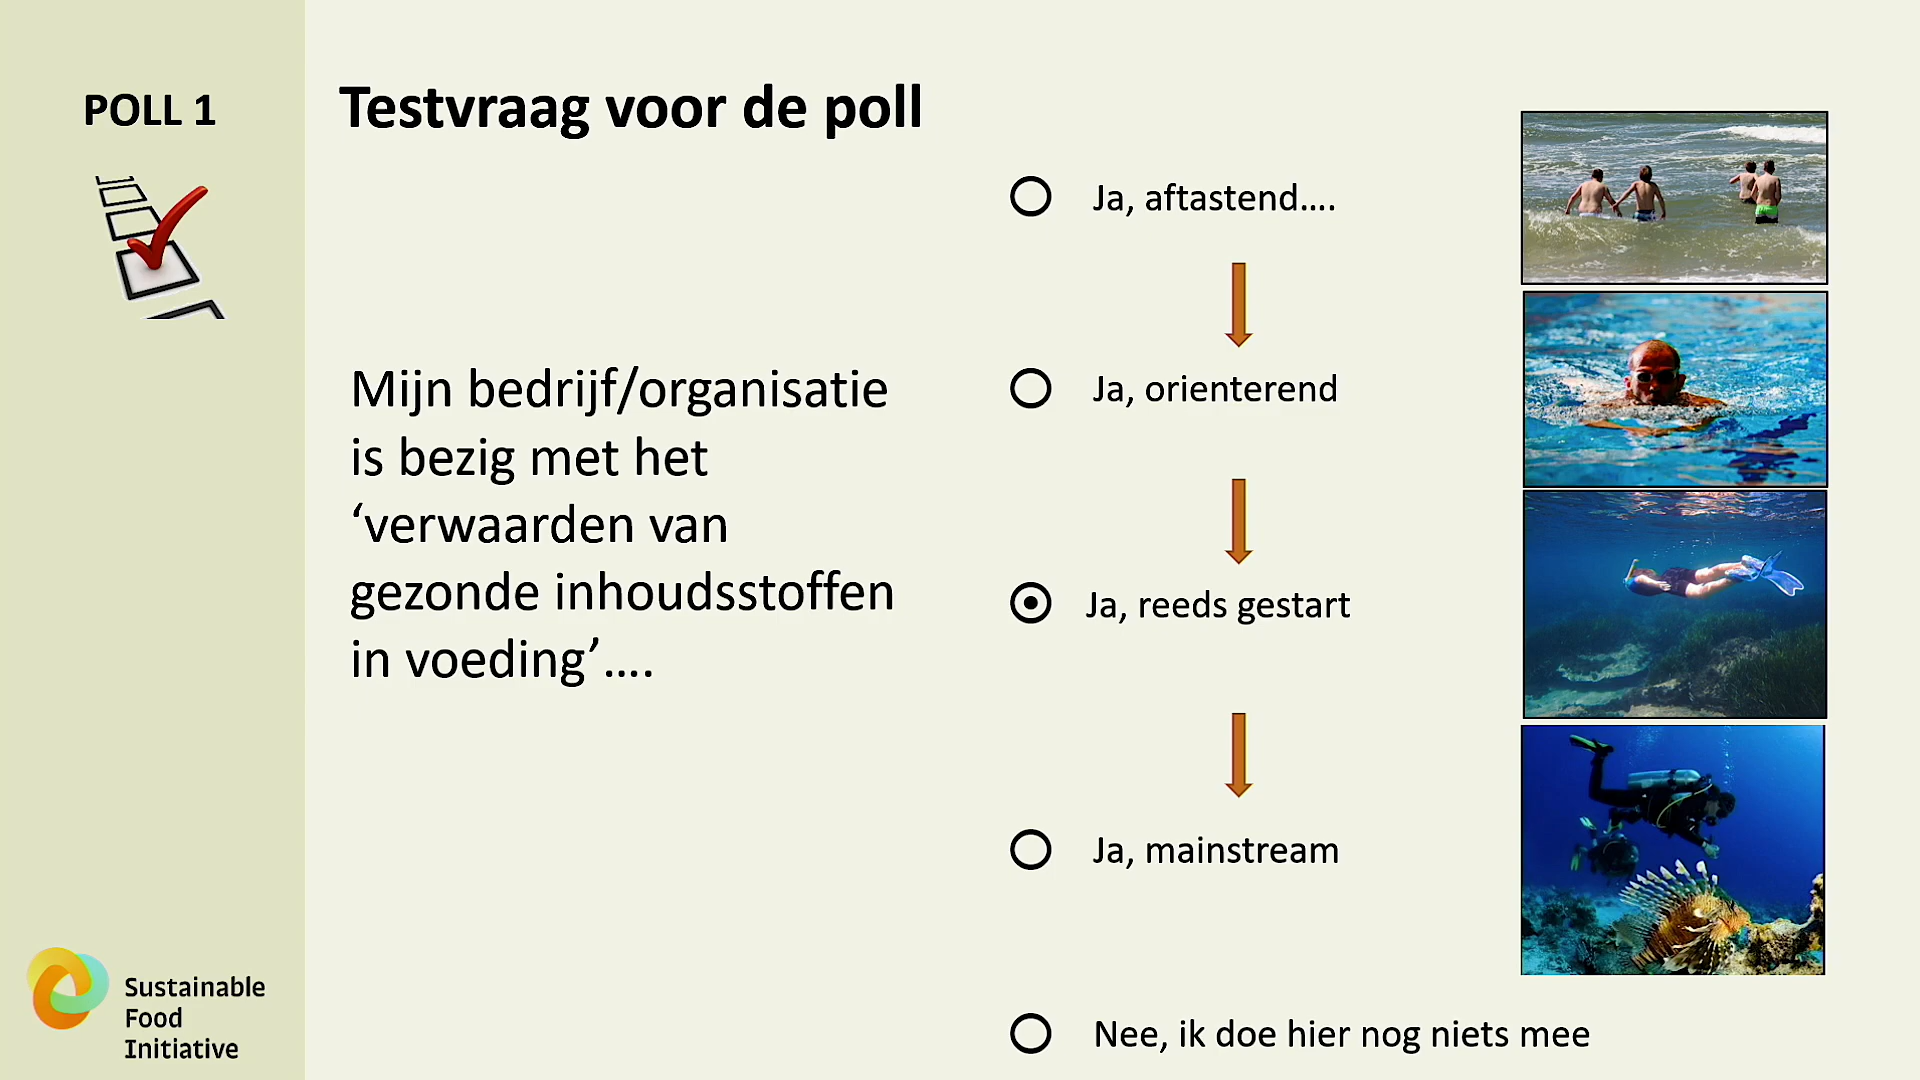 POLL 1
Testvraag voor de poll
Mijn bedrijf/organisatie
is bezig met het
‘verwaarden van
gezonde inhoudsstoffen
in voeding’....
Ja, aftastend....
Ja, orienterend
Ja, reeds gestart
Ja, mainstream
Nee, ik doe hier nog niets mee
Sustainable
Food
Initiative